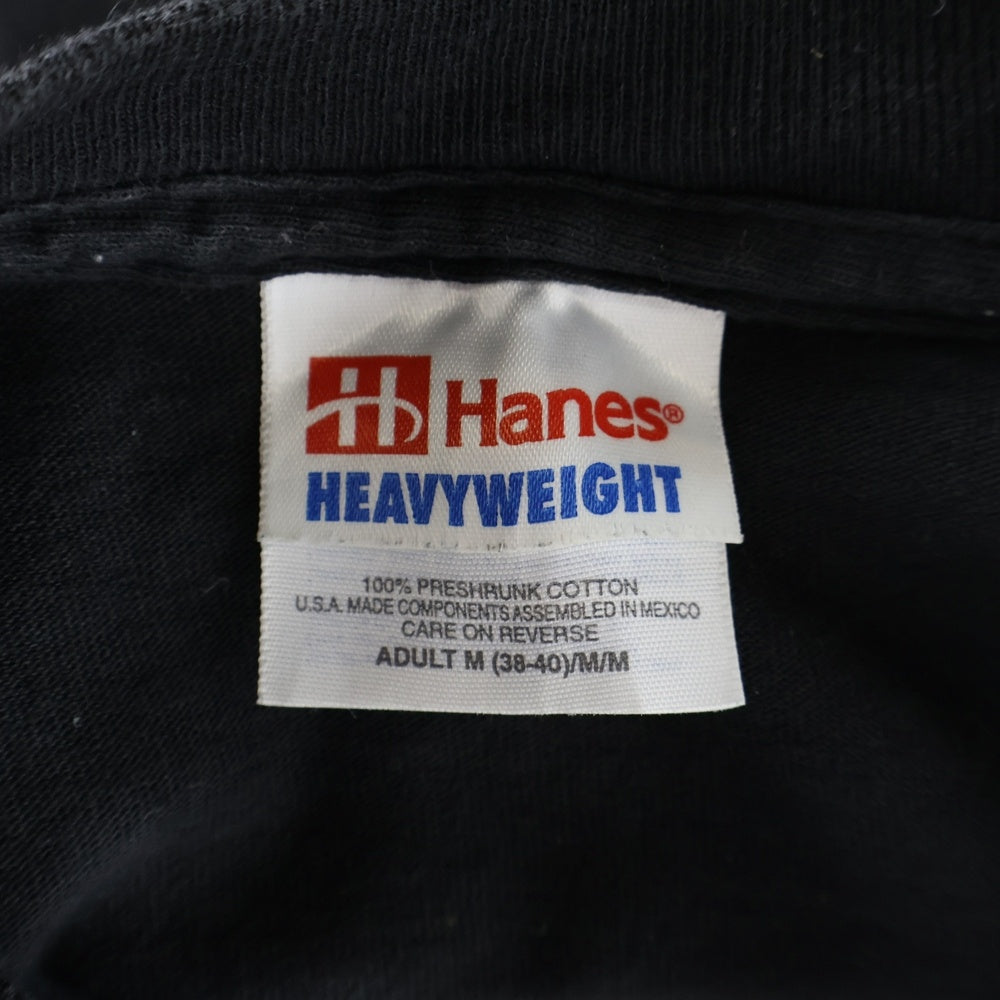 H Hanes®
HEAVYWEIGHT
100% PRESHRUNK COTTON
U.S.A. MADE COMPONENTS ASSEMBLED IN MEXICO
CARE ON REVERSE
ADULT M (38-40)/M/M